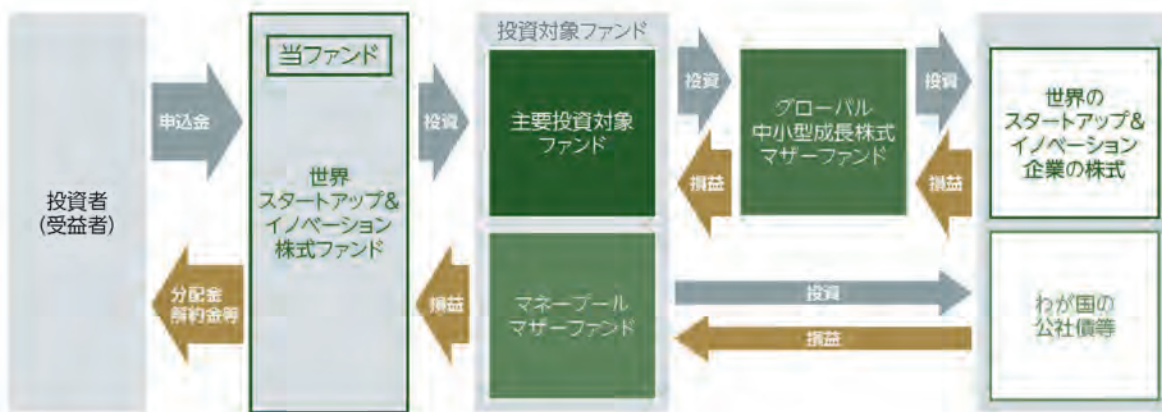 投資者
(受益者)
申込金
分配金
解約金等
当ファンド
世界
スタートアップ&
イノベーション
株式ファンド
投資
損益
投資対象ファンド
主要投資対象
ファンド
マネープール
マザーファンド
投資
損益
グローバル
中小型成長株式
マザーファンド
投資
損益
投資
損益
世界の
スタートアップ&
イノベーション
企業の株式
わが国の
公社債等